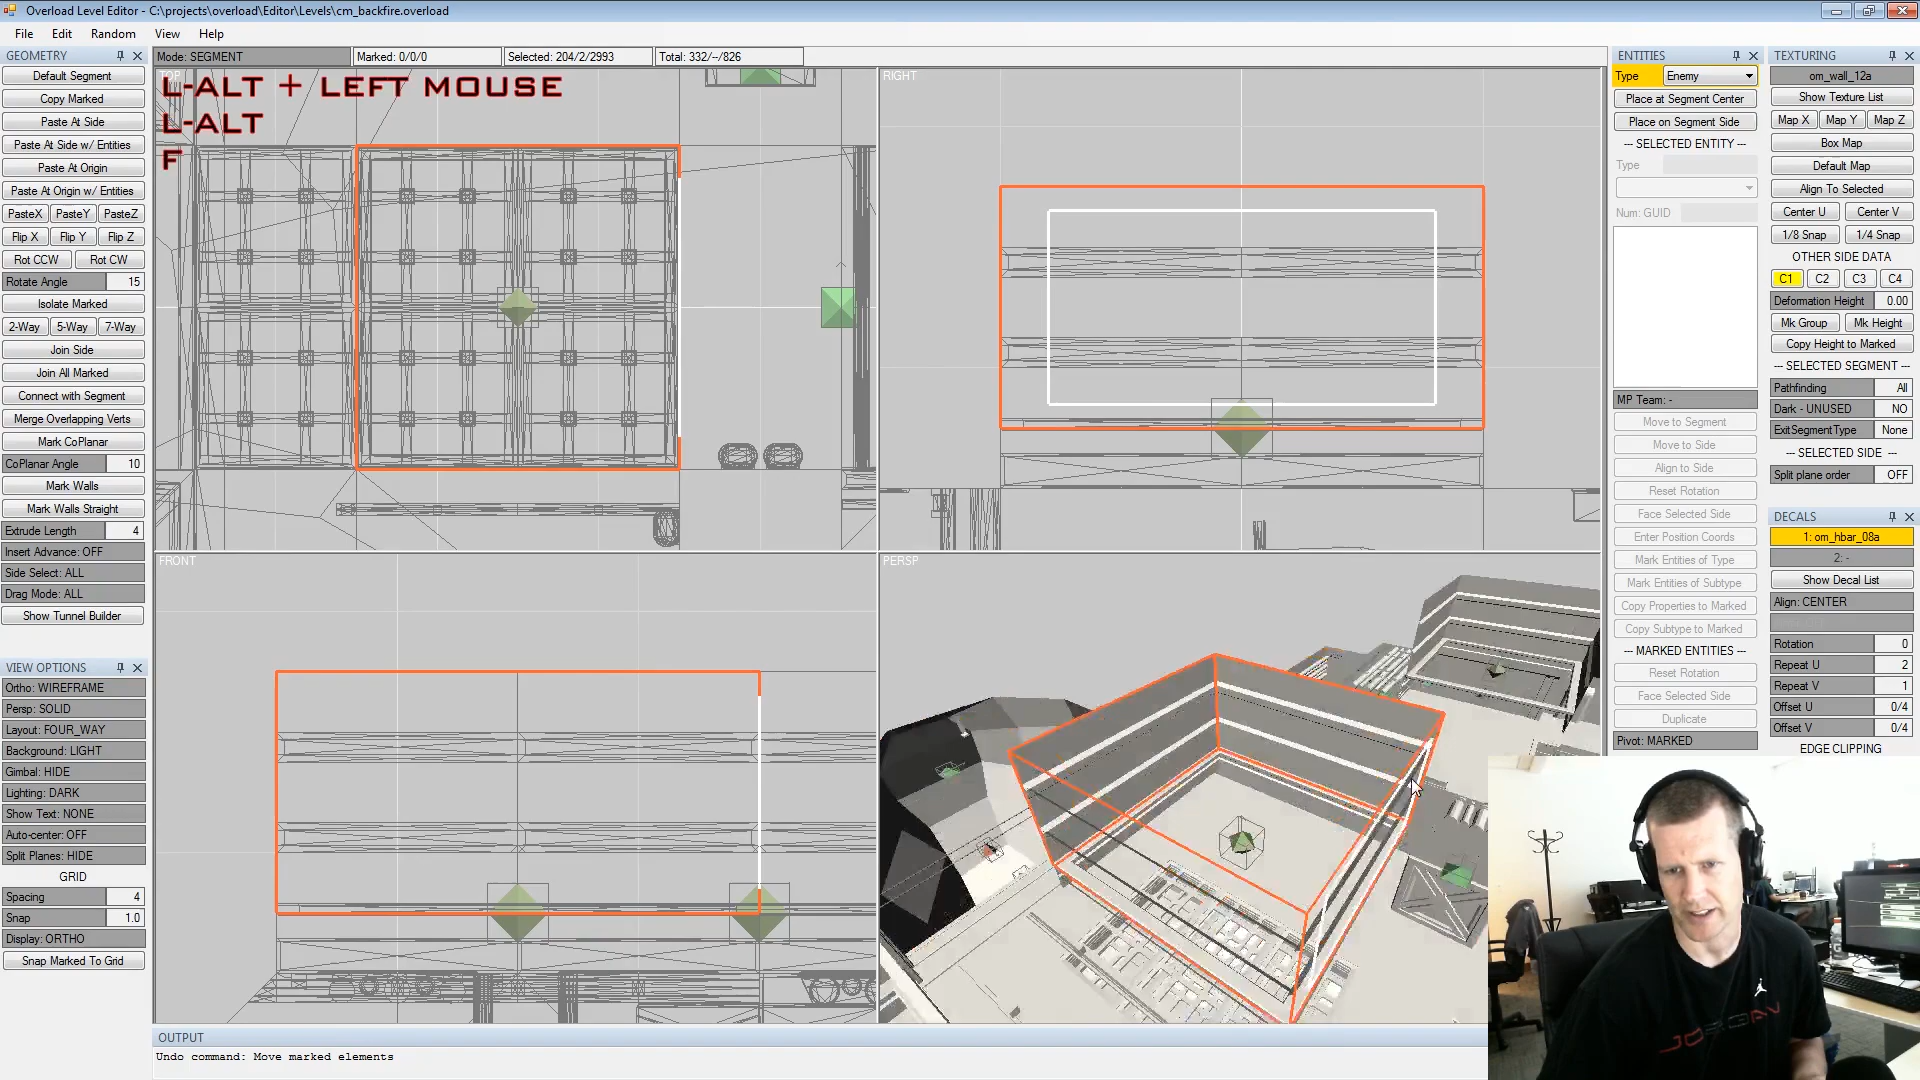 Overload Level Editor - C:\projects\overload\Editor\Levels\cm_backfire.overload
File Edit Random View Help
GEOMETRY
Default Segment
Copy Marked
Paste At Side
Paste At Side w/ Entities
Paste At Origin
Paste At Origin w/ Entities
PasteX PasteY PasteZ
Flip X Flip Y Flip Z
Rot CCW Rot CW
Rotate Angle 15
Isolate Marked
2-Way 5-Way 7-Way
Join Side
Join All Marked
Connect with Segment
Merge Overlapping Verts
Mark CoPlanar
CoPlanar Angle 10
Mark Walls
Mark Walls Straight
Extrude Length 4
Insert Advance: OFF
Side Select: ALL
Drag Mode: ALL
Show Tunnel Builder
VIEW OPTIONS
Ortho: WIREFRAME
Persp: SOLID
Layout: FOUR_WAY
Background: LIGHT
Gimbal: HIDE
Lighting: DARK
Show Text: NONE
Auto-center: OFF
Split Planes: HIDE
GRID
Spacing 4
Snap 1.0
Display: ORTHO
Snap Marked To Grid
Mode: SEGMENT Marked: 0/0/0 Selected: 204/2/2993 Total: 332/--/826
TOP
L-ALT + LEFT MOUSE
L-ALT
F
RIGHT
FRONT
PERSP
OUTPUT
Undo command: Move marked elements
ENTITIES
Type Enemy
Place at Segment Center
Place on Segment Side
--- SELECTED ENTITY ---
Type
Num: GUID
MP Team: -
Move to Segment
Move to Side
Align to Side
Reset Rotation
Face Selected Side
Enter Position Coords
Mark Entities of Type
Mark Entities of Subtype
Copy Properties to Marked
Copy Subtype to Marked
--- MARKED ENTITIES ---
Reset Rotation
Face Selected Side
Duplicate
Pivot: MARKED
TEXTURING
om_wall_12a
Show Texture List
Map X Map Y Map Z
Box Map
Default Map
Align To Selected
Center U Center V
1/8 Snap 1/4 Snap
OTHER SIDE DATA
C1 C2 C3 C4
Deformation Height 0.00
Mk Group Mk Height
Copy Height to Marked
--- SELECTED SEGMENT ---
Pathfinding All
Dark - UNUSED NO
ExitSegmentType None
--- SELECTED SIDE ---
Split plane order OFF
DECALS
1: om_hbar_08a
2: -
Show Decal List
Align: CENTER
Rotation 0
Repeat U 2
Repeat V 1
Offset U 0/4
Offset V 0/4
EDGE CLIPPING